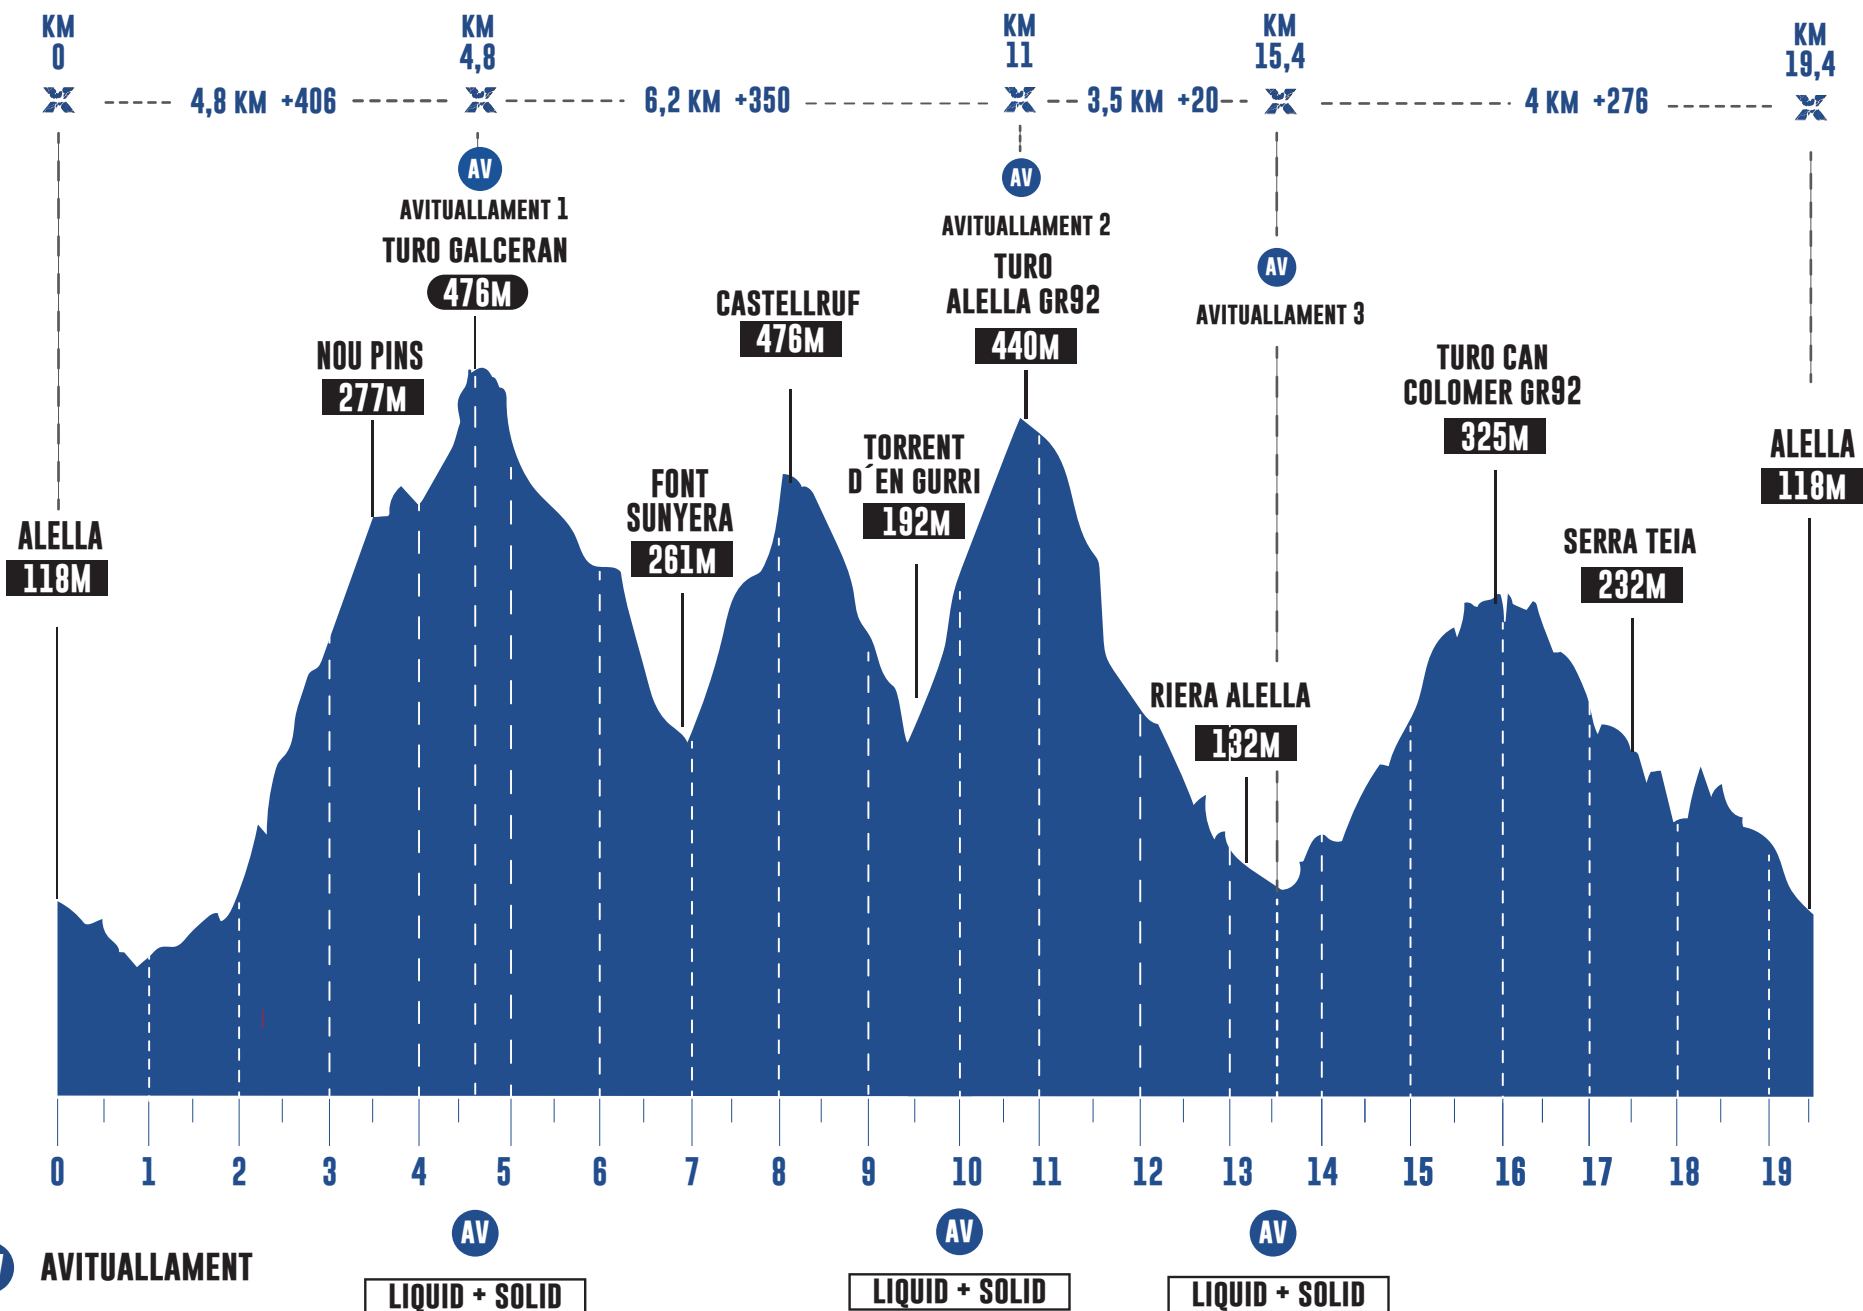 KM
0
KM
4,8
KM
11
KM
15,4
KM
19,4
4,8 KM +406
6,2 KM +350
3,5 KM +20
4 KM +276
AV
AVITUALLAMENT 1
TURO GALCERAN
476M
AV
AVITUALLAMENT 2
TURO
ALELLA GR92
440M
AV
AVITUALLAMENT 3
ALELLA
118M
NOU PINS
277M
FONT
SUNYERA
261M
CASTELLRUF
476M
TORRENT
D´EN GURRI
192M
RIERA ALELLA
132M
TURO CAN
COLOMER GR92
325M
SERRA TEIA
232M
ALELLA
118M
0 1 2 3 4 5 6 7 8 9 10 11 12 13 14 15 16 17 18 19
AV
AV
AV
AVITUALLAMENT
LIQUID + SOLID
LIQUID + SOLID
LIQUID + SOLID